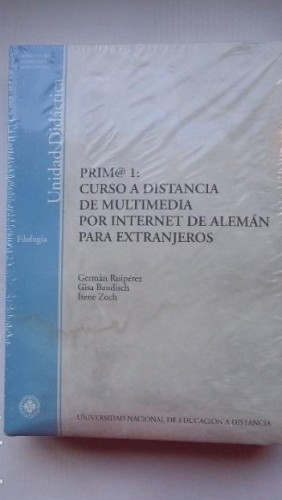 Unidad Didáctica
Filología
PRIM@ 1:
CURSO A DISTANCIA
DE MULTIMEDIA
POR INTERNET DE ALEMÁN
PARA EXTRANJEROS
Germán Ruipérez
Gisa Baudisch
Irene Zoch
UNIVERSIDAD NACIONAL DE EDUCACIÓN A DISTANCIA